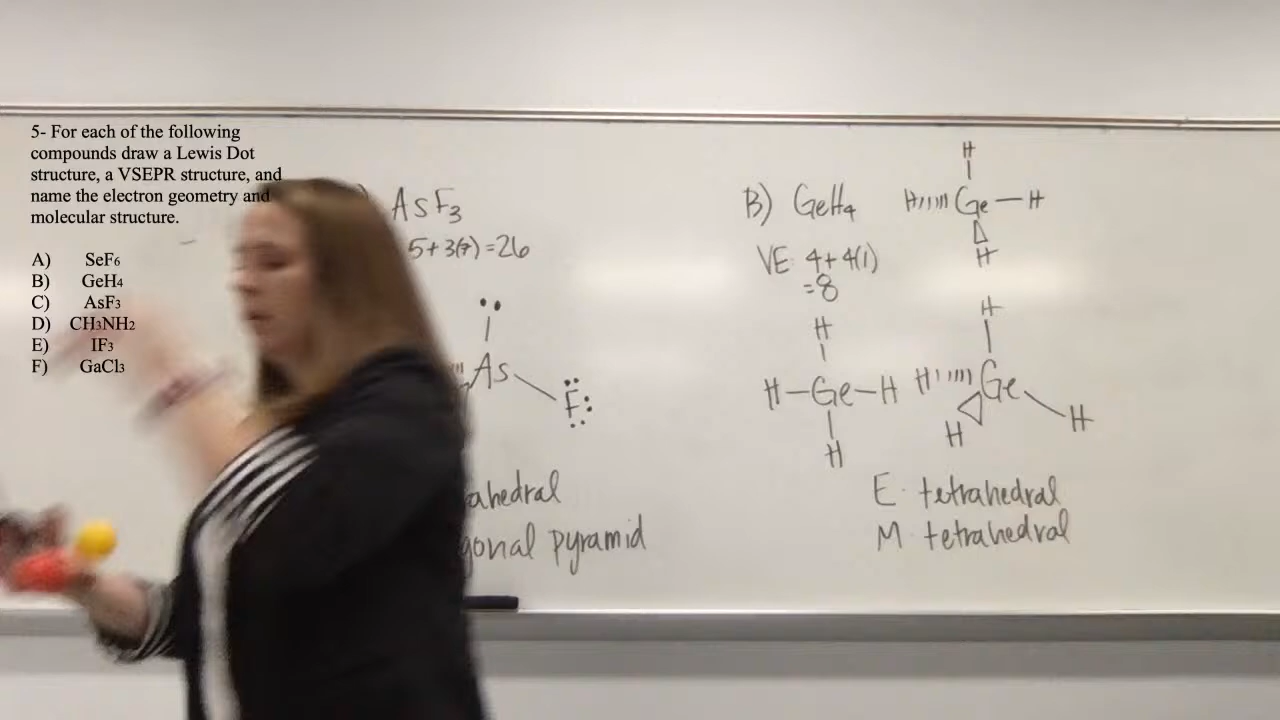 5- For each of the following
compounds draw a Lewis Dot
structure, a VSEPR structure, and
name the electron geometry and
molecular structure.
A) SeF6
B) GeH4
C) AsF3
D) CH3NH2
E) IF3
F) GaCl3
) AsF3
5+3(7)=26
As
F
ahedral
gonal pyramid
B) GeH4
VE: 4+4(1)
=8
H
H Ge H
H
H
H Ge H
H
H
H Ge
H H
E: tetrahedral
M: tetrahedral